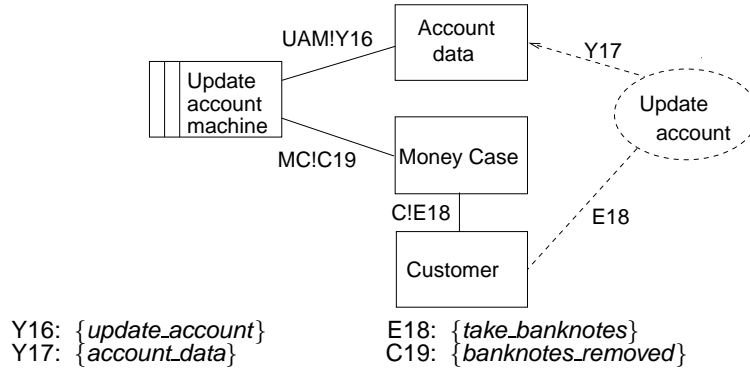 UAM!Y16
Account
data
Y17
Update
account
machine
Update
account
MC!C19
Money Case
C!E18
E18
Customer
Y16: {update_account}
E18: {take_banknotes}
Y17: {account_data}
C19: {banknotes_removed}